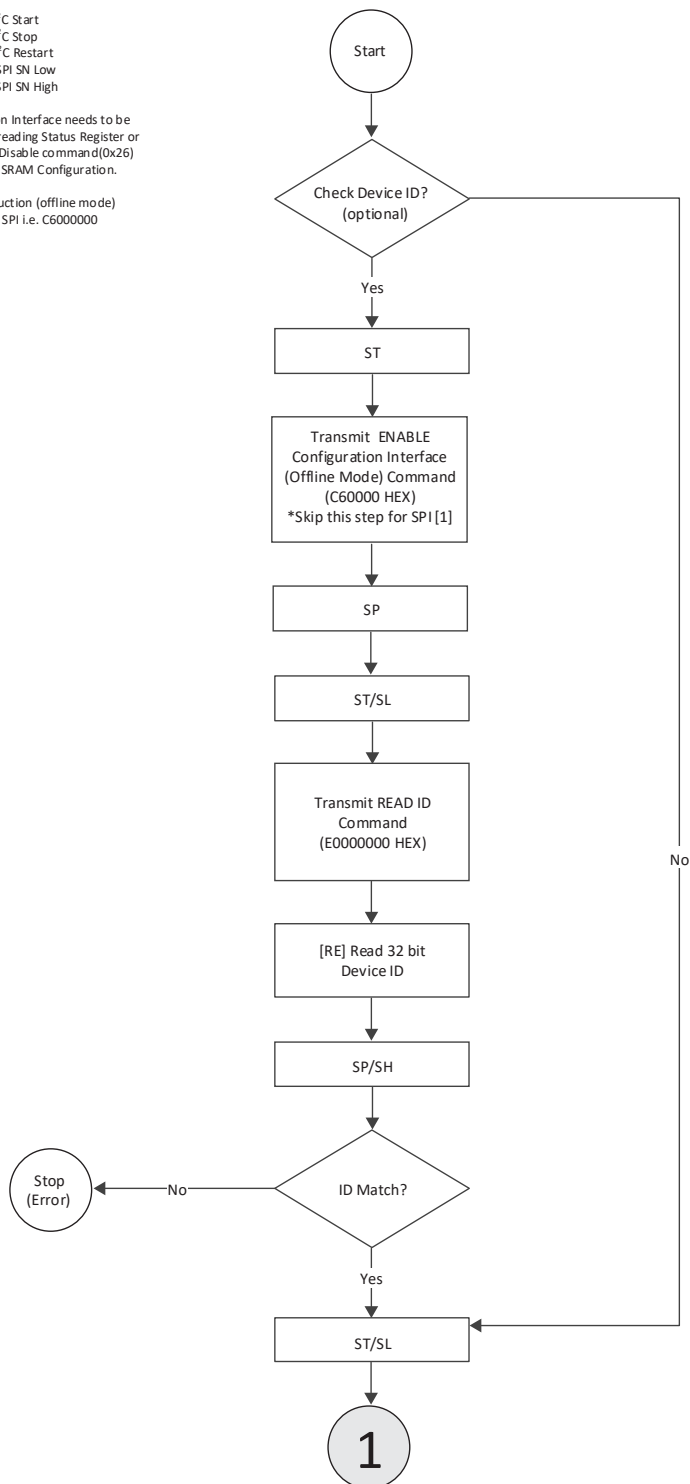 C Start
C Stop
C Restart
SPI SN Low
SPI SN High
n Interface needs to be
reading Status Register or
Disable command(0x26)
SRAM Configuration.
uction (offline mode)
SPI i.e. C6000000
Start
Check Device ID?
(optional)
Yes
ST
Transmit ENABLE
Configuration Interface
(Offline Mode) Command
(C60000 HEX)
*Skip this step for SPI [1]
SP
ST/SL
Transmit READ ID
Command
(E0000000 HEX)
No
[RE] Read 32 bit
Device ID
SP/SH
ID Match?
No
Stop
(Error)
Yes
ST/SL
1